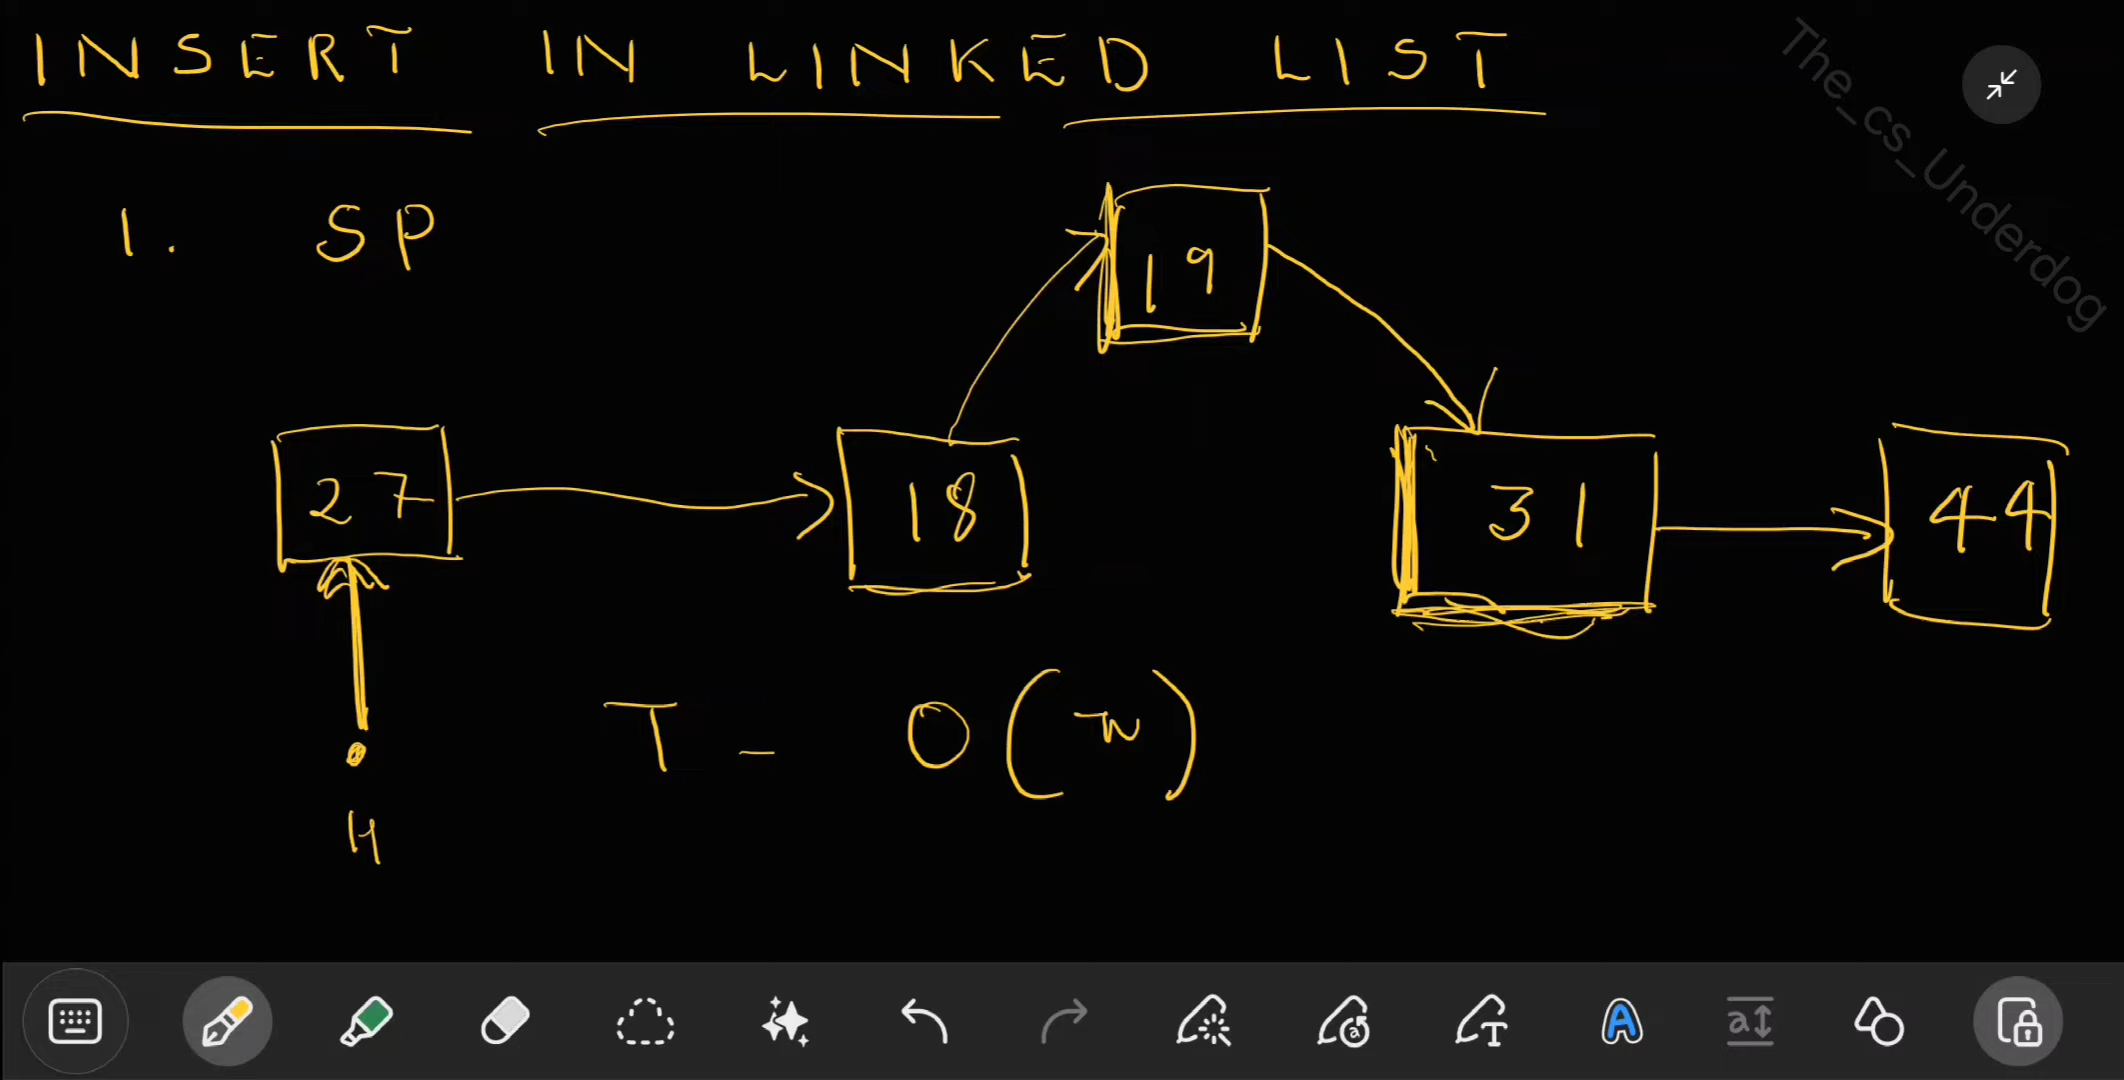 INSERT IN LINKED LIST
The_cs_Underdog
1. SP
19
27 18 31 44
T - O(n)
H